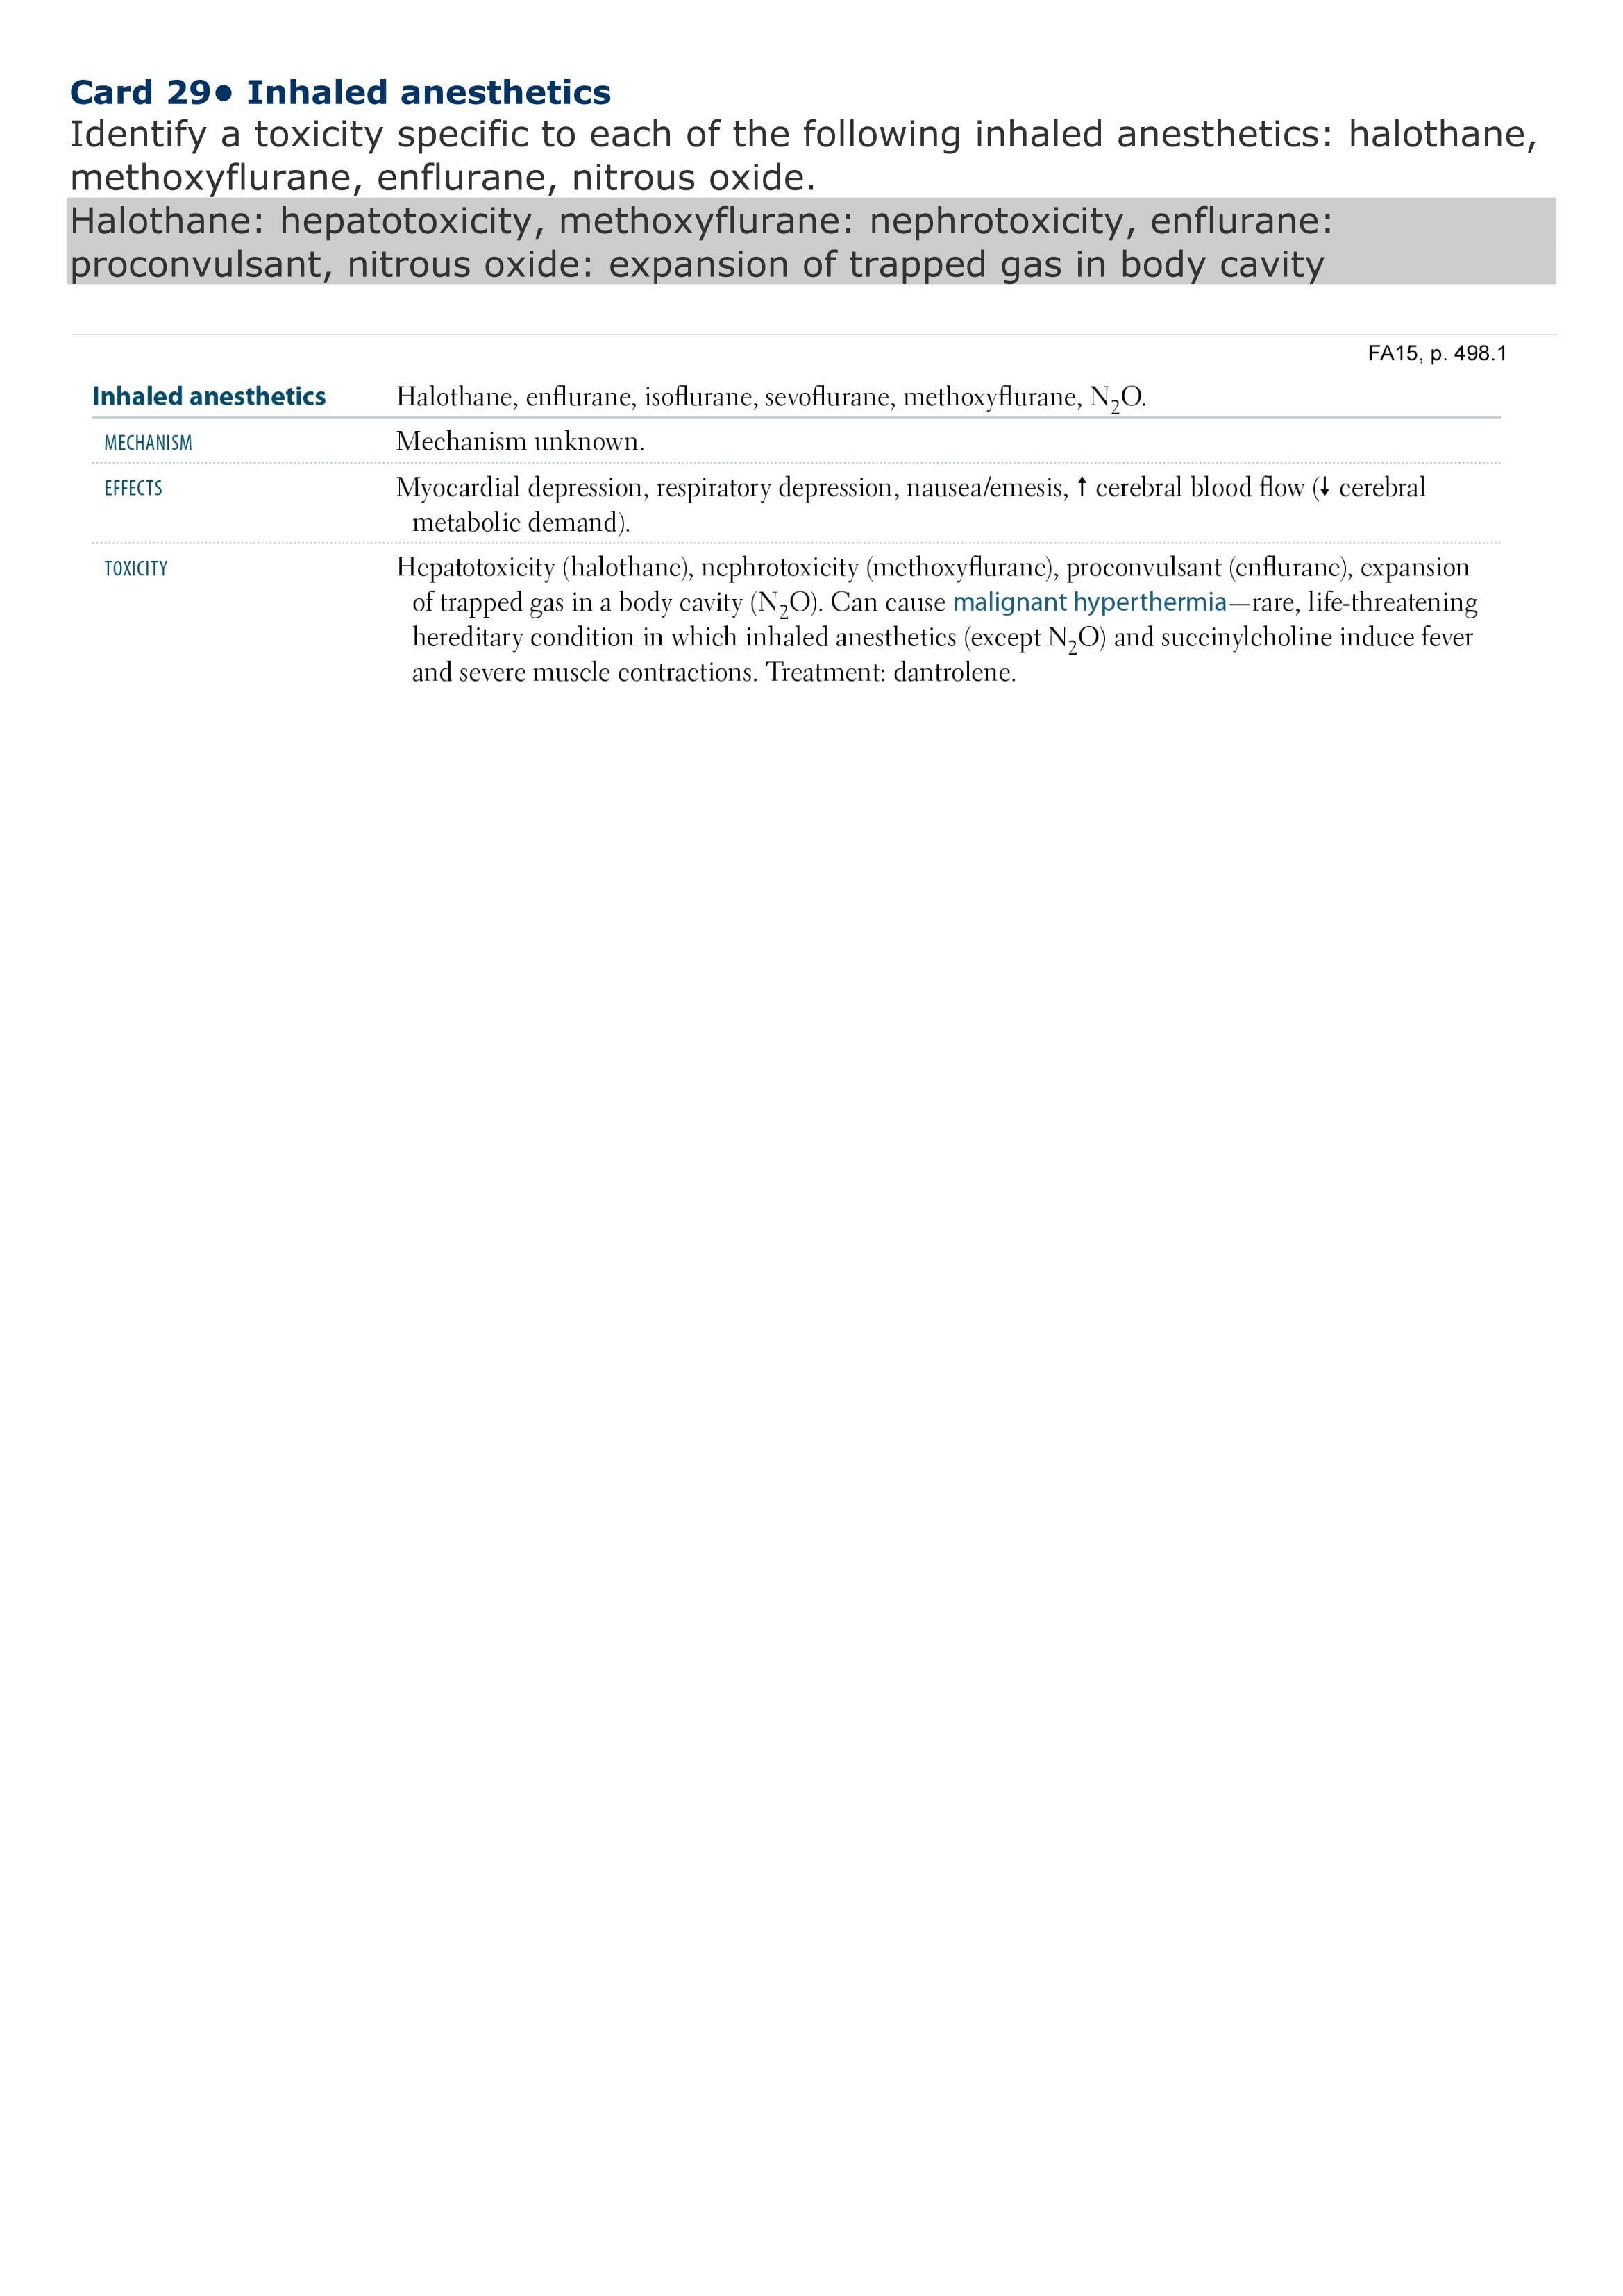 Card 29● Inhaled anesthetics
Identify a toxicity specific to each of the following inhaled anesthetics: halothane,
methoxyflurane, enflurane, nitrous oxide.
Halothane: hepatotoxicity, methoxyflurane: nephrotoxicity, enflurane:
proconvulsant, nitrous oxide: expansion of trapped gas in body cavity
FA15, p. 498.1
Inhaled anesthetics Halothane, enflurane, isoflurane, sevoflurane, methoxyflurane, N₂O.
MECHANISM Mechanism unknown.
EFFECTS Myocardial depression, respiratory depression, nausea/emesis, ↑ cerebral blood flow (↓ cerebral
metabolic demand).
TOXICITY Hepatotoxicity (halothane), nephrotoxicity (methoxyflurane), proconvulsant (enflurane), expansion
of trapped gas in a body cavity (N₂O). Can cause malignant hyperthermia—rare, life-threatening
hereditary condition in which inhaled anesthetics (except N₂O) and succinylcholine induce fever
and severe muscle contractions. Treatment: dantrolene.